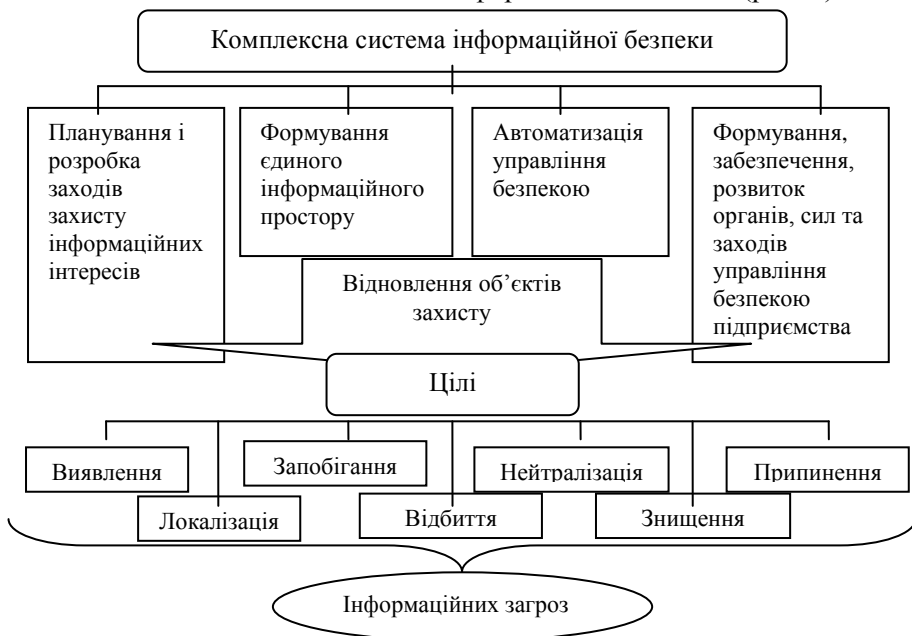 Комплексна система інформаційної безпеки
Планування і
розробка
заходів
захисту
інформаційних
інтересів
Формування
єдиного
інформаційного
простору
Автоматизація
управління
безпекою
Формування,
забезпечення,
розвиток
органів, сил та
заходів
управління
безпекою
підприємства
Відновлення об’єктів
захисту
Цілі
Виявлення
Запобігання
Нейтралізація
Припинення
Локалізація
Відбиття
Знищення
Інформаційних загроз